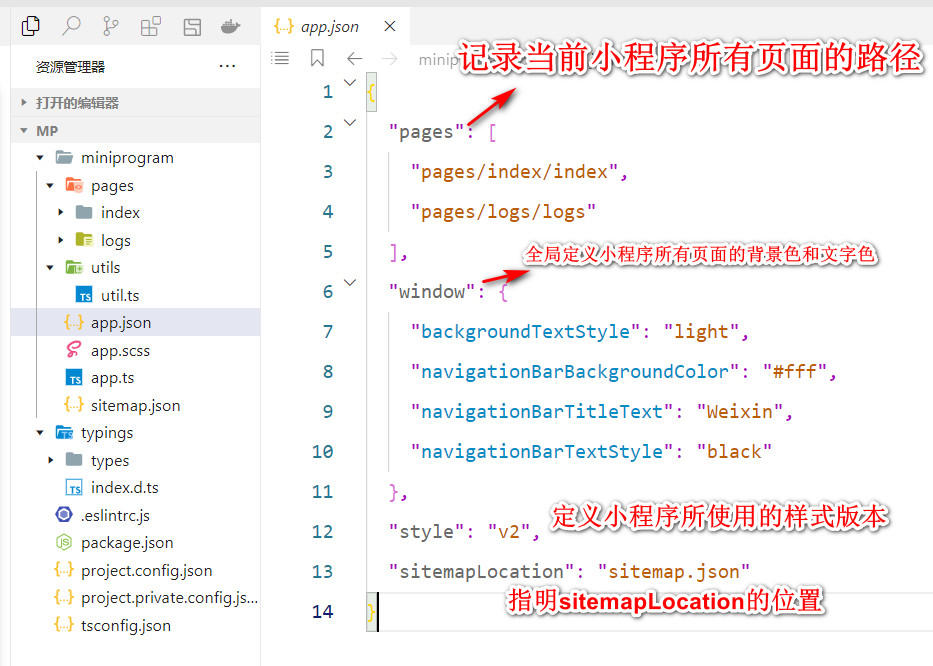 app.json
资源管理器
打开的编辑器
MP
miniprogram
pages
index
logs
utils
util.ts
app.json
app.scss
app.ts
sitemap.json
typings
types
index.d.ts
.eslintrc.js
package.json
project.config.json
project.private.config.js...
tsconfig.json
minip
记录当前小程序所有页面的路径
1 {
2 "pages": [
3 "pages/index/index",
4 "pages/logs/logs"
5 ],
全局定义小程序所有页面的背景色和文字色
6 "window": {
7 "backgroundTextStyle": "light",
8 "navigationBarBackgroundColor": "#fff",
9 "navigationBarTitleText": "Weixin",
10 "navigationBarTextStyle": "black"
11 },
定义小程序所使用的样式版本
12 "style": "v2",
13 "sitemapLocation": "sitemap.json"
指明sitemapLocation的位置
14 }